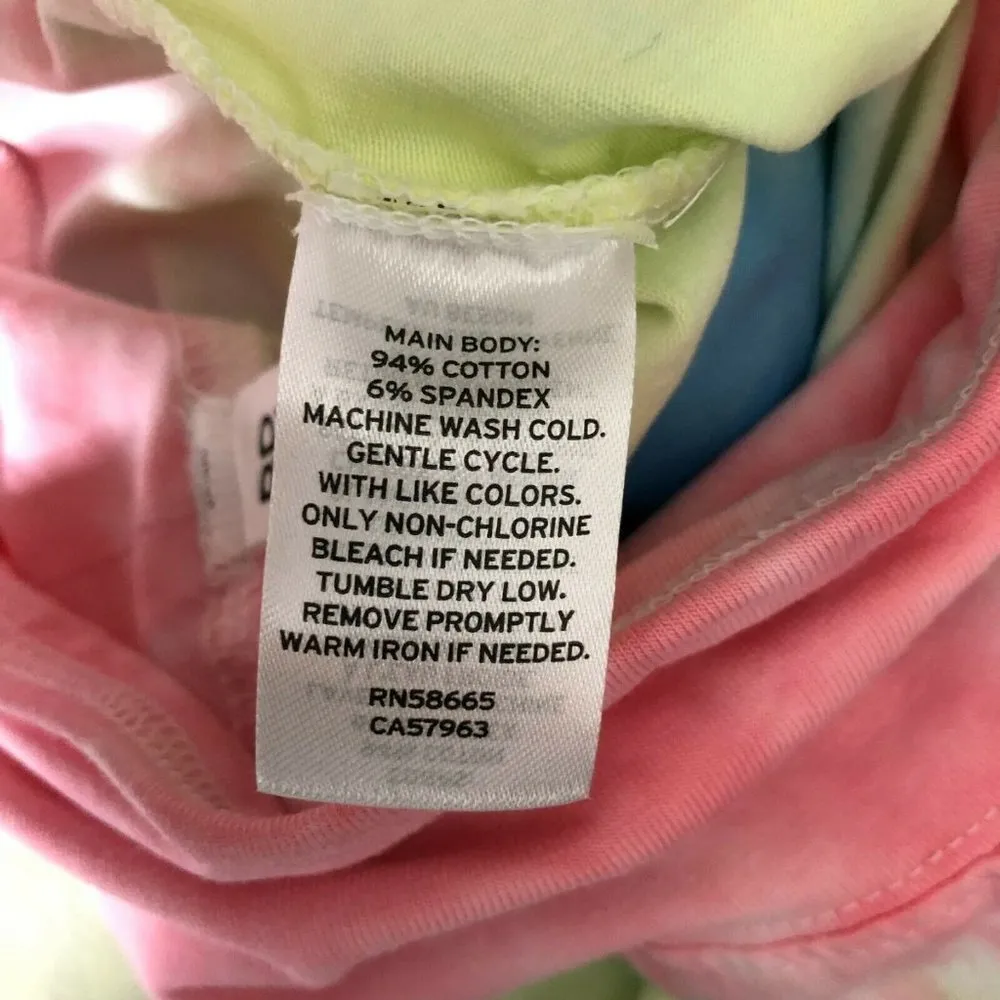 MAIN BODY:
94% COTTON
6% SPANDEX
MACHINE WASH COLD.
GENTLE CYCLE.
WITH LIKE COLORS.
ONLY NON-CHLORINE
BLEACH IF NEEDED.
TUMBLE DRY LOW.
REMOVE PROMPTLY
WARM IRON IF NEEDED.
RN58665
CA57963